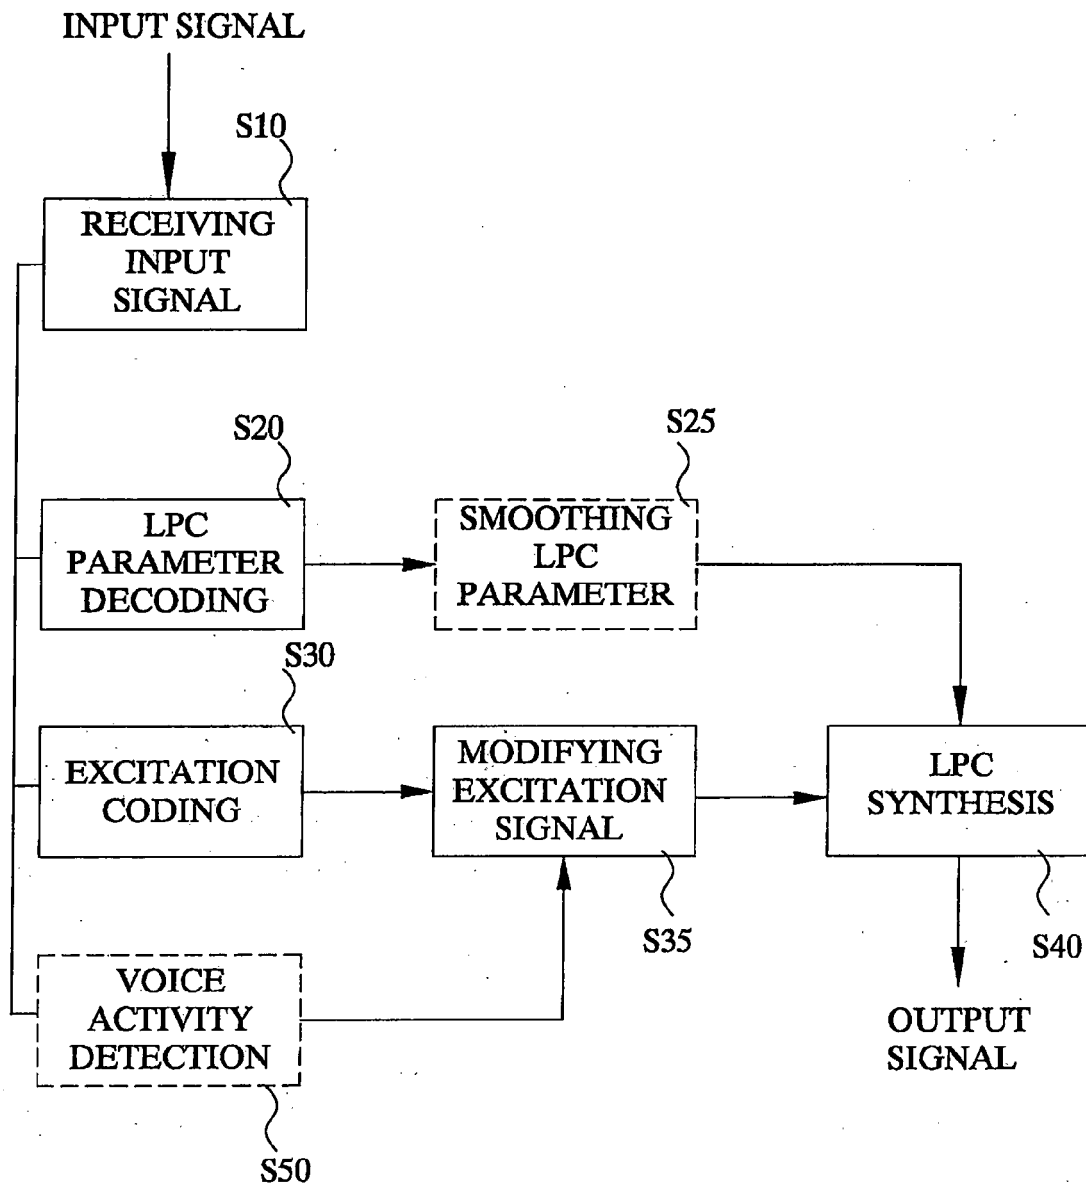 INPUT SIGNAL
S10
RECEIVING
INPUT
SIGNAL
S20
LPC
PARAMETER
DECODING
S25
SMOOTHING
LPC
PARAMETER
S30
EXCITATION
CODING
MODIFYING
EXCITATION
SIGNAL
S35
LPC
SYNTHESIS
S40
VOICE
ACTIVITY
DETECTION
S50
OUTPUT
SIGNAL